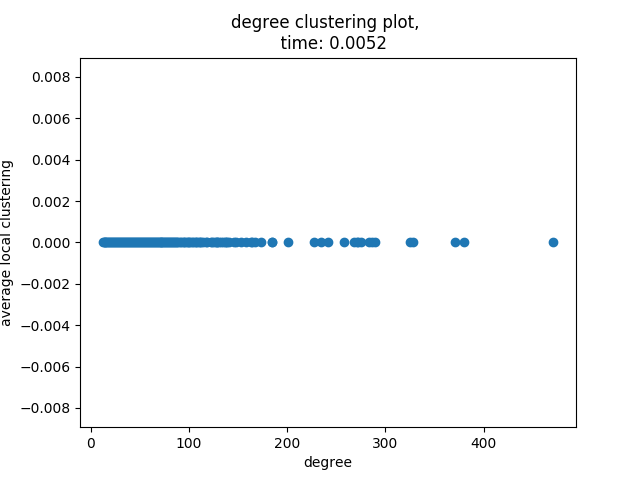 degree clustering plot,
time: 0.0052
average local clustering
0.008
0.006
0.004
0.002
0.000
−0.002
−0.004
−0.006
−0.008
0 100 200 300 400
degree